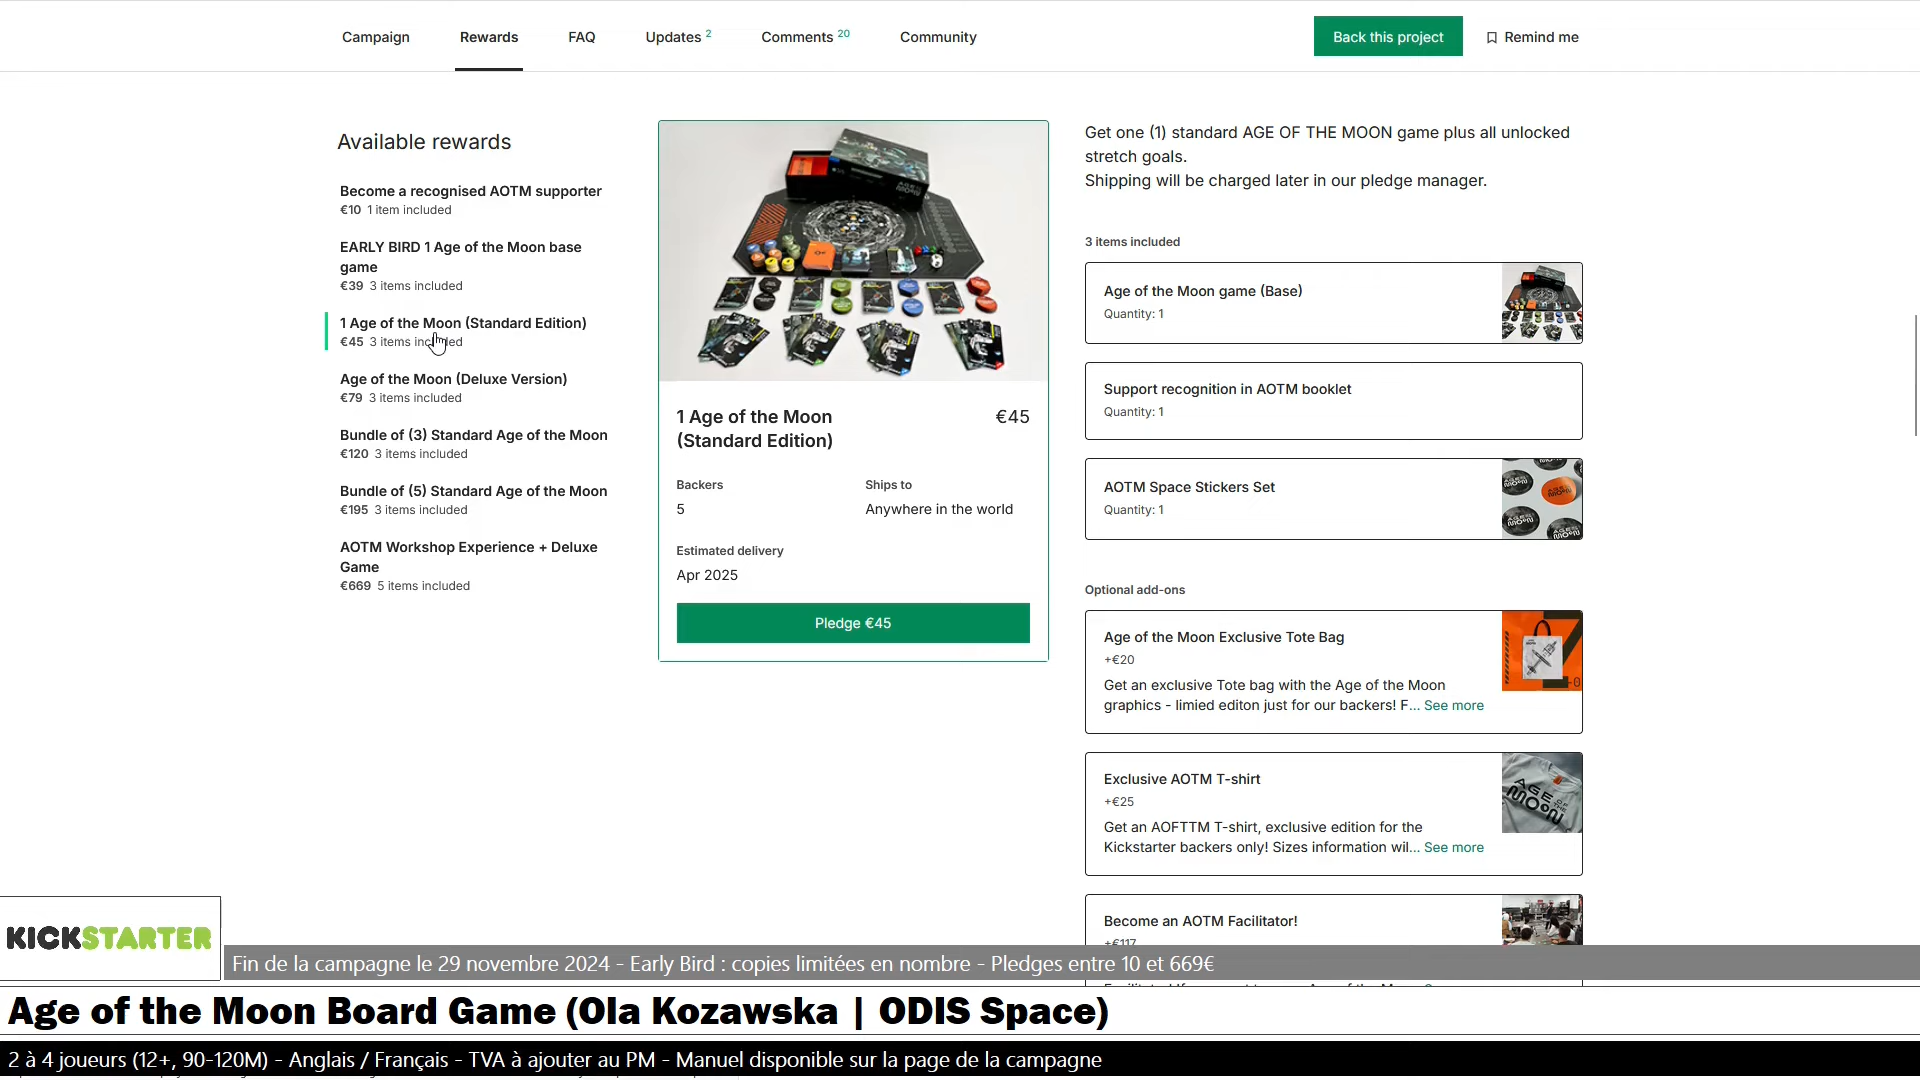 Campaign
Rewards
FAQ
Updates 2
Comments 20
Community
Back this project
Remind me
Available rewards
Become a recognised AOTM supporter
€10 1 item included
EARLY BIRD 1 Age of the Moon base
game
€39 3 items included
1 Age of the Moon (Standard Edition)
€45 3 items included
Age of the Moon (Deluxe Version)
€79 3 items included
Bundle of (3) Standard Age of the Moon
€120 3 items included
Bundle of (5) Standard Age of the Moon
€195 3 items included
AOTM Workshop Experience + Deluxe
Game
€669 5 items included
1 Age of the Moon
(Standard Edition)
€45
Backers
5
Ships to
Anywhere in the world
Estimated delivery
Apr 2025
Pledge €45
Get one (1) standard AGE OF THE MOON game plus all unlocked
stretch goals.
Shipping will be charged later in our pledge manager.
3 items included
Age of the Moon game (Base)
Quantity: 1
Support recognition in AOTM booklet
Quantity: 1
AOTM Space Stickers Set
Quantity: 1
Optional add-ons
Age of the Moon Exclusive Tote Bag
+€20
Get an exclusive Tote bag with the Age of the Moon
graphics - limied editon just for our backers! F... See more
Exclusive AOTM T-shirt
+€25
Get an AOFTTM T-shirt, exclusive edition for the
Kickstarter backers only! Sizes information wil... See more
AGE OF THE MOON
Become an AOTM Facilitator!
+€117
KICKSTARTER
Fin de la campagne le 29 novembre 2024 - Early Bird : copies limitées en nombre - Pledges entre 10 et 669€
Age of the Moon Board Game (Ola Kozawska | ODIS Space)
2 à 4 joueurs (12+, 90-120M) - Anglais / Français - TVA à ajouter au PM - Manuel disponible sur la page de la campagne